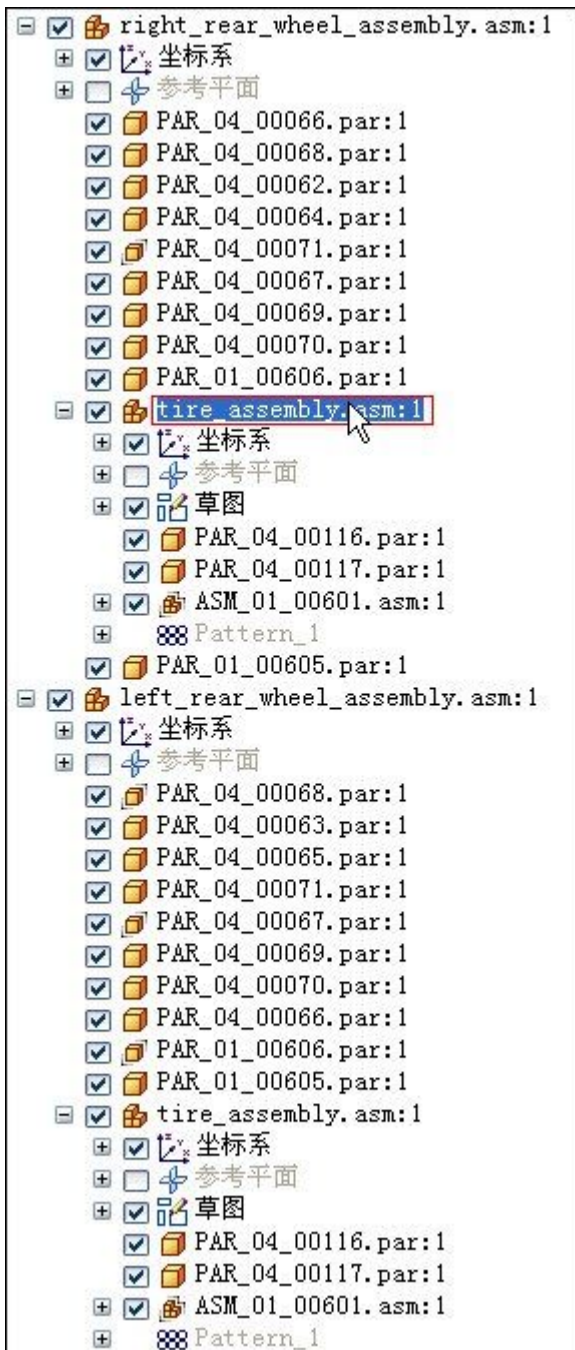 right_rear_wheel_assembly.asm:1
坐标系
参考平面
PAR_04_00066.par:1
PAR_04_00068.par:1
PAR_04_00062.par:1
PAR_04_00064.par:1
PAR_04_00071.par:1
PAR_04_00067.par:1
PAR_04_00069.par:1
PAR_04_00070.par:1
PAR_01_00606.par:1
tire_assembly.asm:1
坐标系
参考平面
草图
PAR_04_00116.par:1
PAR_04_00117.par:1
ASM_01_00601.asm:1
Pattern_1
PAR_01_00605.par:1
left_rear_wheel_assembly.asm:1
坐标系
参考平面
PAR_04_00068.par:1
PAR_04_00063.par:1
PAR_04_00065.par:1
PAR_04_00071.par:1
PAR_04_00067.par:1
PAR_04_00069.par:1
PAR_04_00070.par:1
PAR_04_00066.par:1
PAR_01_00606.par:1
PAR_01_00605.par:1
tire_assembly.asm:1
坐标系
参考平面
草图
PAR_04_00116.par:1
PAR_04_00117.par:1
ASM_01_00601.asm:1
Pattern_1